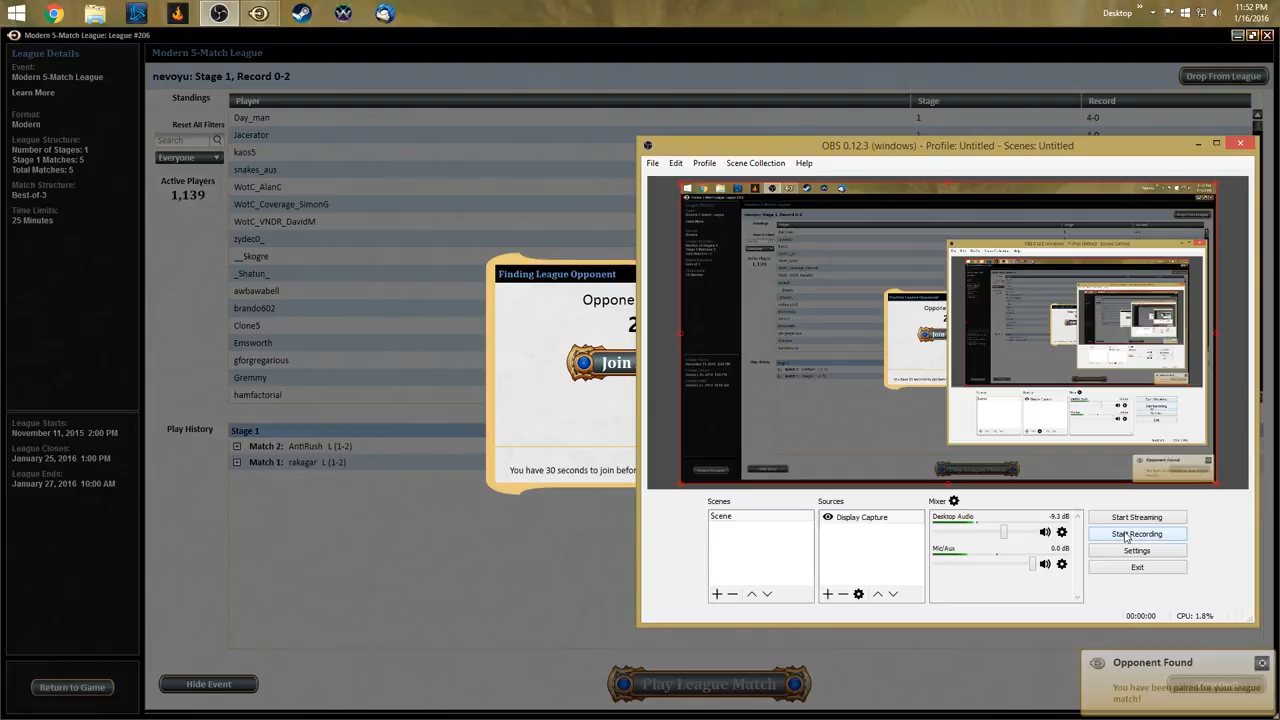 Desktop
11:52 PM
1/16/2016
Modern 5-Match League: League #206
League Details
Event:
Modern 5-Match League
Learn More
Format:
Modern
League Structure:
Number of Stages: 1
Stage 1 Matches: 5
Total Matches: 5
Match Structure:
Best-of-3
Time Limits:
25 Minutes
League Starts:
November 11, 2015 2:00 PM
League Closes:
January 25, 2016 1:00 PM
League Ends:
January 27, 2016 10:00 AM
Return to Game
Modern 5-Match League
nevoyu: Stage 1, Record 0-2
Drop From League
Standings
Reset All Filters
Search
Everyone
Active Players
1,139
Player Stage Record
Day_man 1 4-0
Jacerator
kaos5
snakes_aus
WotC_AlanC
WotC_Coverage_SimonG
WotC_VNDR_DavidM
zydec0_
__Skogre
_Shatun_
awbawabell
brando602
Clone5
Emsworth
gforgregarious
Gremmy
hamfactorial
Play History
Stage 1
Match 2: AntRush L (1-2)
Match 1: rakagar L (1-2)
Hide Event
Play League Match
Finding League Opponent
Join
You have 30 seconds to join
OBS 0.12.3 (windows) - Profile: Untitled - Scenes: Untitled
File Edit Profile Scene Collection Help
Scenes
Scene
Sources
Display Capture
Mixer
Desktop Audio -9.3 dB
Mic/Aux 0.0 dB
Start Streaming
Start Recording
Settings
Exit
00:00:00 CPU: 1.8%
Opponent Found
You have been paired for your league
match!